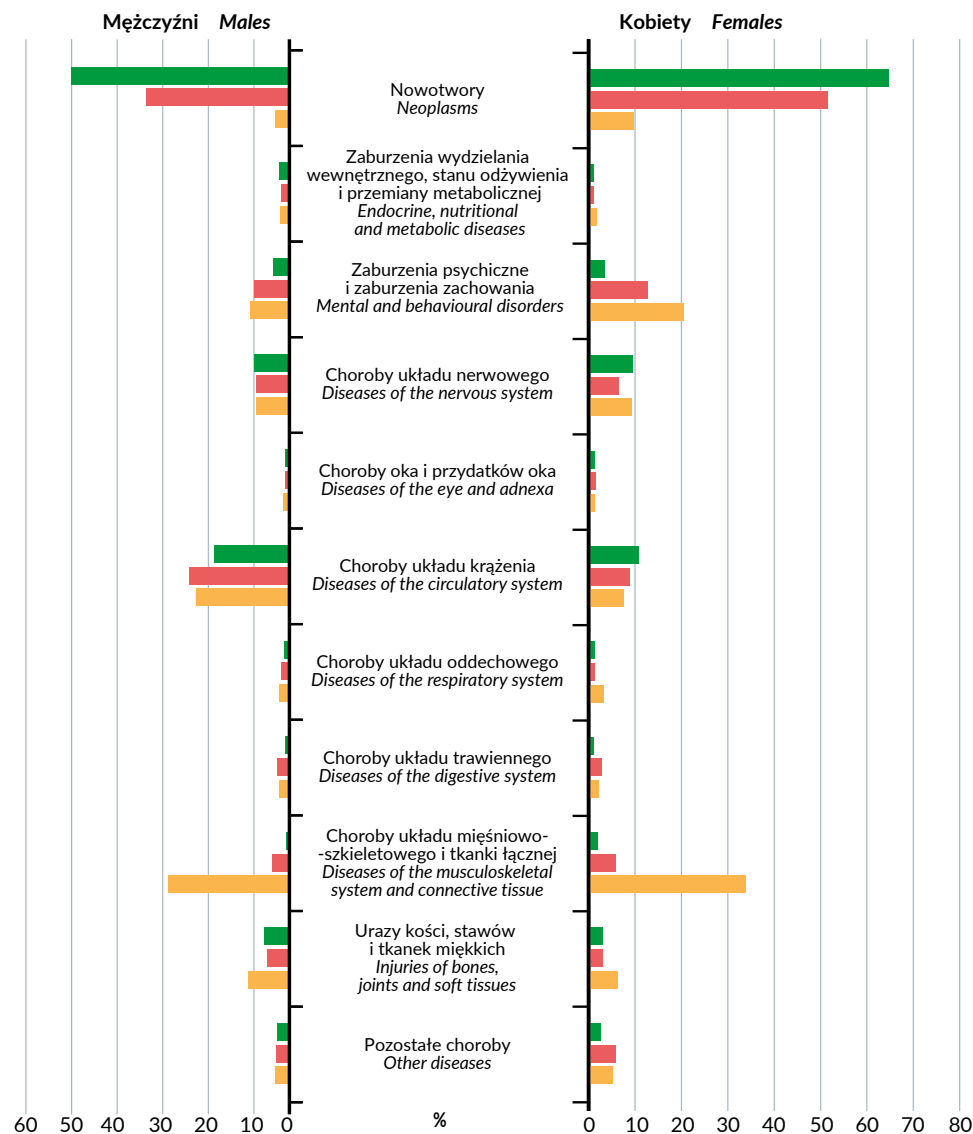 Mężczyźni Males
Kobiety Females
Nowotwory
Neoplasms
Zaburzenia wydzielania
wewnętrznego, stanu odżywienia
i przemiany metabolicznej
Endocrine, nutritional
and metabolic diseases
Zaburzenia psychiczne
i zaburzenia zachowania
Mental and behavioural disorders
Choroby układu nerwowego
Diseases of the nervous system
Choroby oka i przydatków oka
Diseases of the eye and adnexa
Choroby układu krążenia
Diseases of the circulatory system
Choroby układu oddechowego
Diseases of the respiratory system
Choroby układu trawiennego
Diseases of the digestive system
Choroby układu mięśniowo-
-szkieletowego i tkanki łącznej
Diseases of the musculoskeletal
system and connective tissue
Urazy kości, stawów
i tkanek miękkich
Injuries of bones,
joints and soft tissues
Pozostałe choroby
Other diseases
60 50 40 30 20 10 0 % 0 10 20 30 40 50 60 70 80